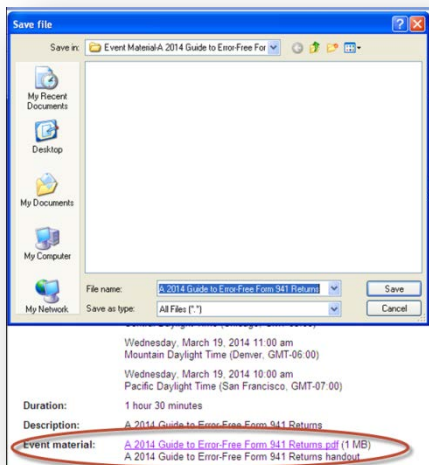 Save file
Save in: Event Material-A 2014 Guide to Error-Free For
My Recent
Documents
Desktop
My Documents
My Computer
My Network
File name: A 2014 Guide to Error-Free Form 941 Returns Save
Save as type: All Files (*.*) Cancel
Wednesday, March 19, 2014 11:00 am
Mountain Daylight Time (Denver, GMT-06:00)
Wednesday, March 19, 2014 10:00 am
Pacific Daylight Time (San Francisco, GMT-07:00)
Duration: 1 hour 30 minutes
Description: A 2014 Guide to Error-Free Form 941 Returns
Event material: A 2014 Guide to Error-Free Form 941 Returns.pdf (1 MB)
A 2014 Guide to Error-Free Form 941 Returns handout